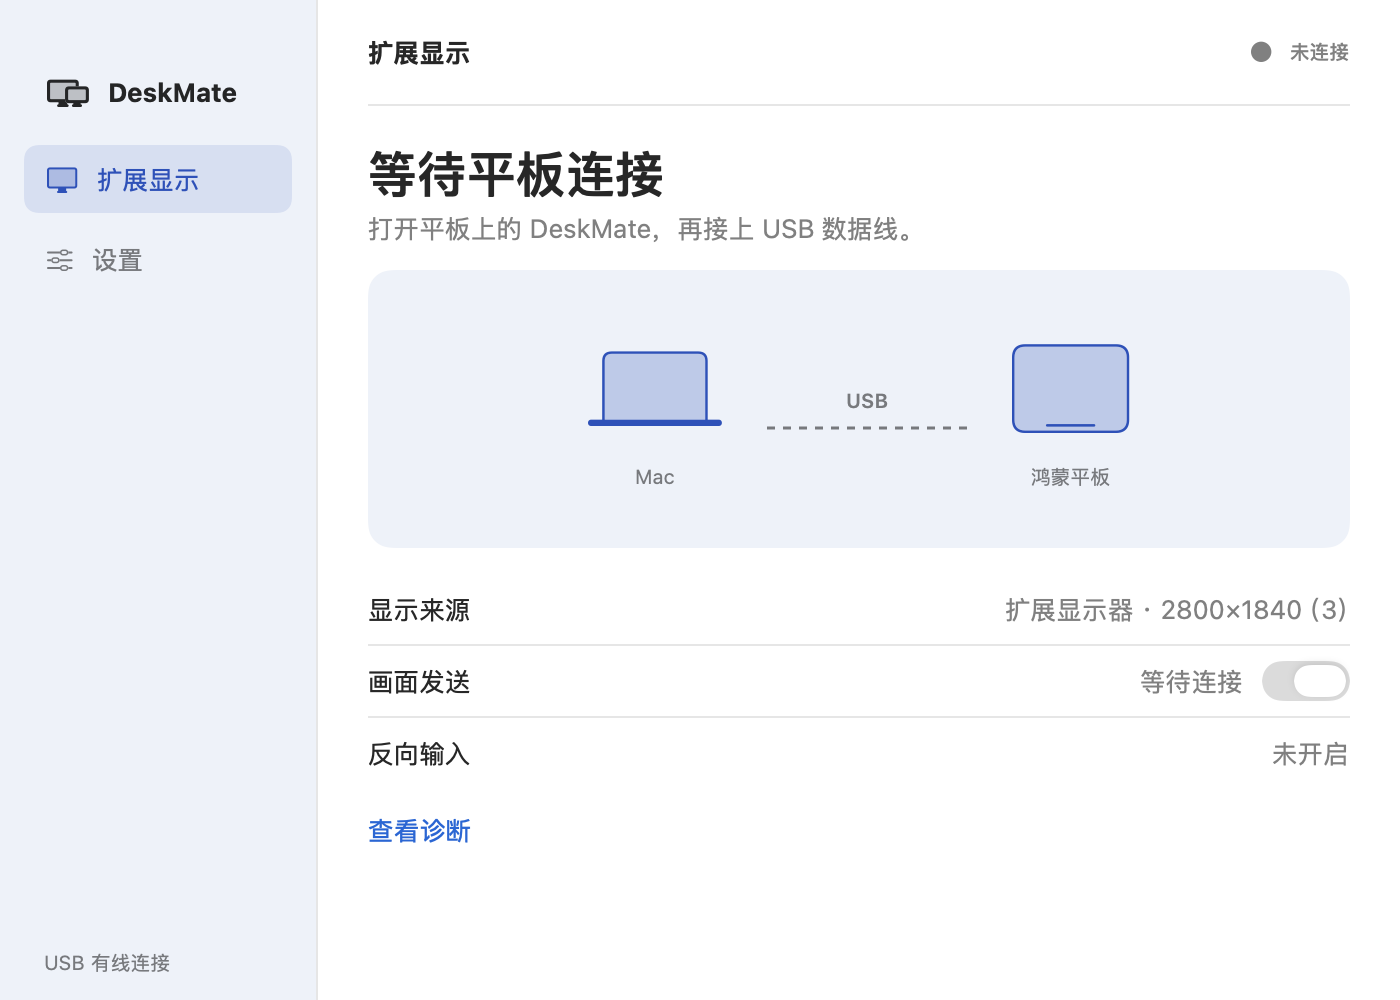 DeskMate
扩展显示
设置
USB 有线连接
扩展显示
未连接
等待平板连接
打开平板上的 DeskMate，再接上 USB 数据线。
USB
Mac
鸿蒙平板
显示来源
扩展显示器 · 2800×1840 (3)
画面发送
等待连接
反向输入
未开启
查看诊断